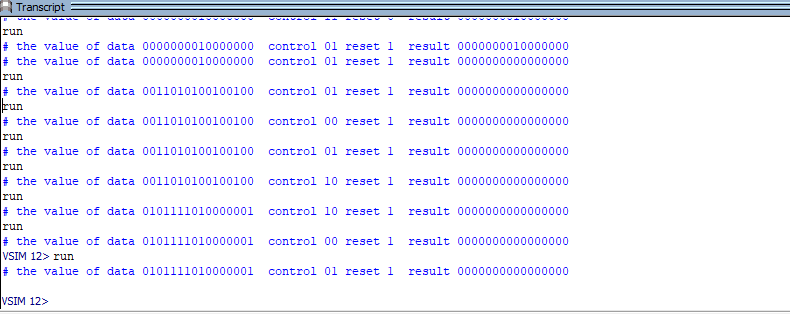 Transcript
# the value of data 0000000010000000 control 11 reset 0 result 0000000010000000
run
# the value of data 0000000010000000 control 01 reset 1 result 0000000010000000
# the value of data 0000000010000000 control 01 reset 1 result 0000000000000000
run
# the value of data 0011010100100100 control 01 reset 1 result 0000000000000000
run
# the value of data 0011010100100100 control 00 reset 1 result 0000000000000000
run
# the value of data 0011010100100100 control 01 reset 1 result 0000000000000000
run
# the value of data 0011010100100100 control 10 reset 1 result 0000000000000000
run
# the value of data 0101111010000001 control 10 reset 1 result 0000000000000000
run
# the value of data 0101111010000001 control 00 reset 1 result 0000000000000000
VSIM 12> run
# the value of data 0101111010000001 control 01 reset 1 result 0000000000000000
VSIM 12>